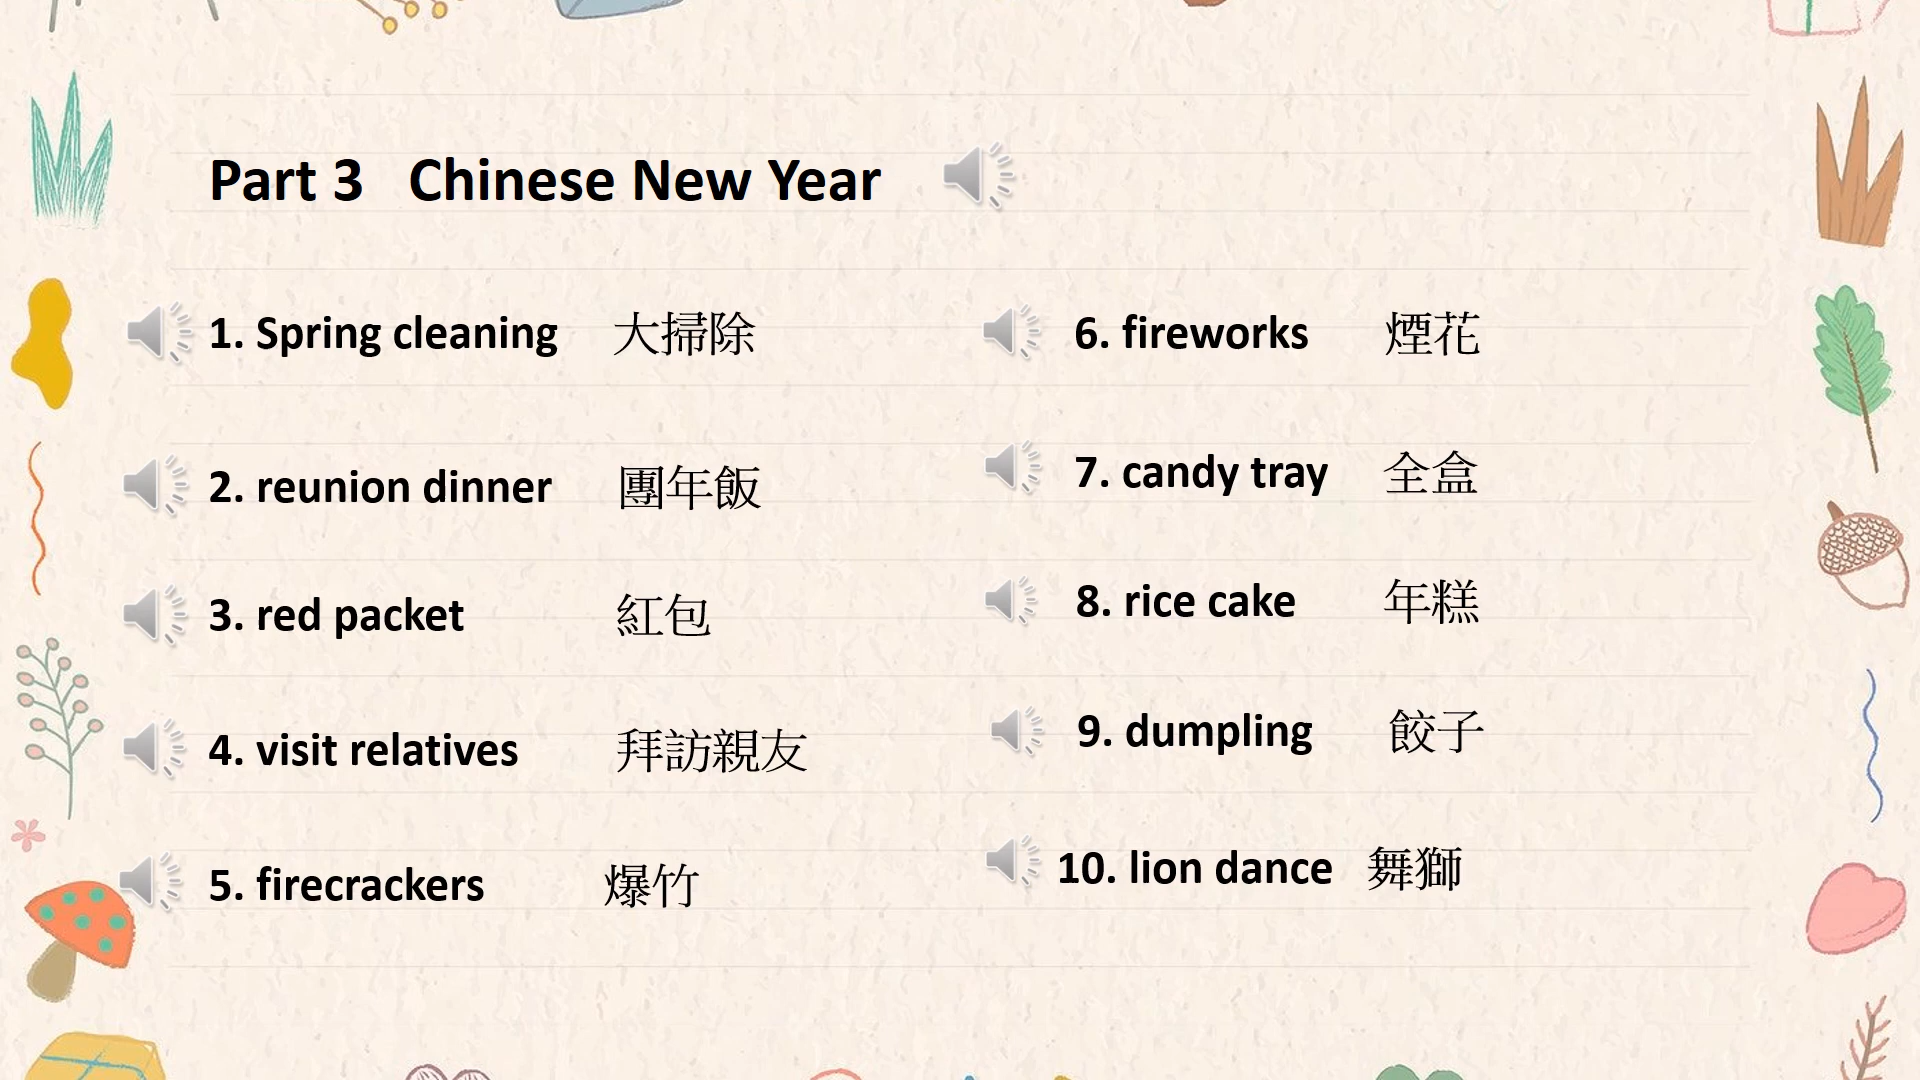 Part 3 Chinese New Year
1. Spring cleaning 大掃除
2. reunion dinner 團年飯
3. red packet 紅包
4. visit relatives 拜訪親友
5. firecrackers 爆竹
6. fireworks 煙花
7. candy tray 全盒
8. rice cake 年糕
9. dumpling 餃子
10. lion dance 舞獅